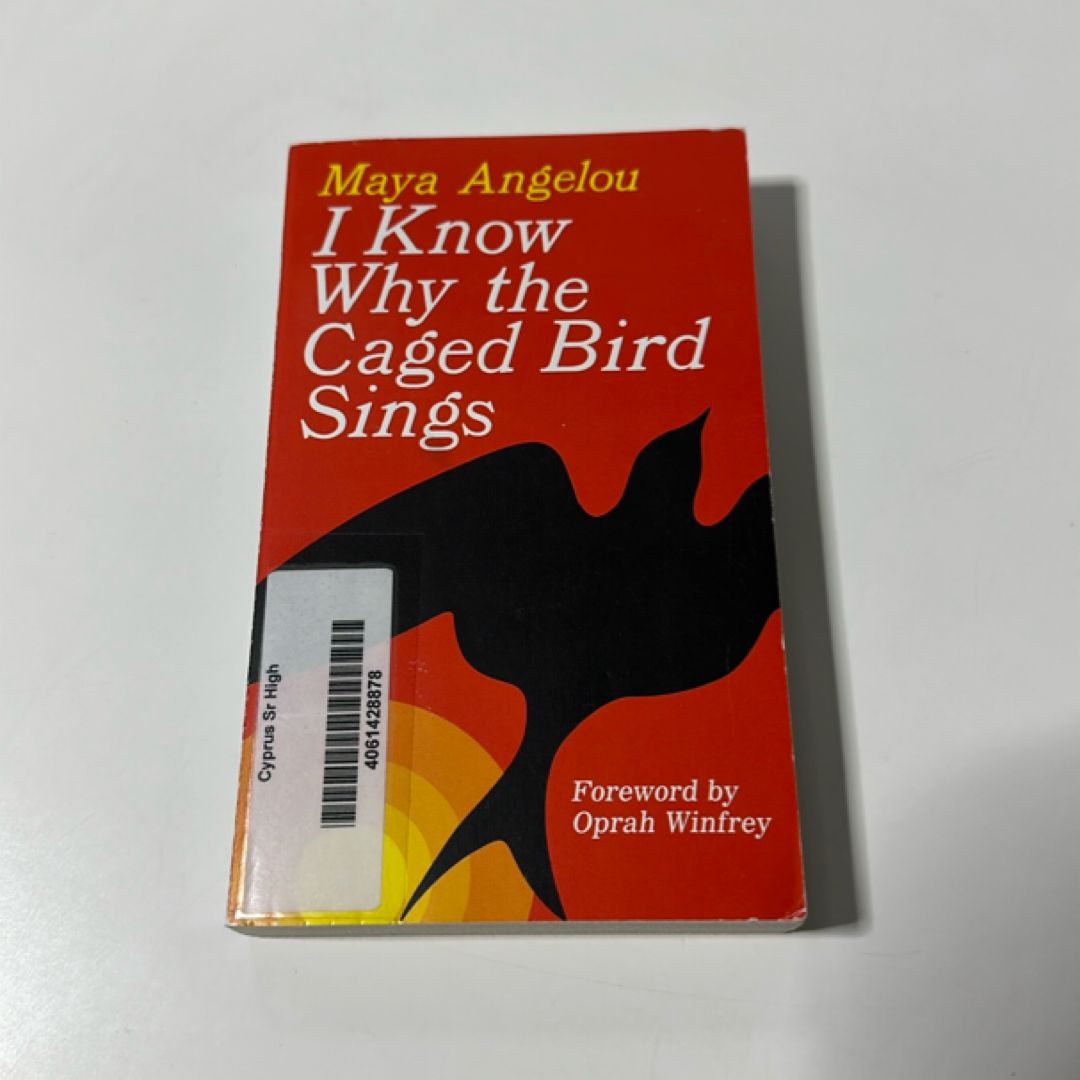 Maya Angelou
I Know
Why the
Caged Bird
Sings
Cyprus Sr High
4061428878
Foreword by
Oprah Winfrey